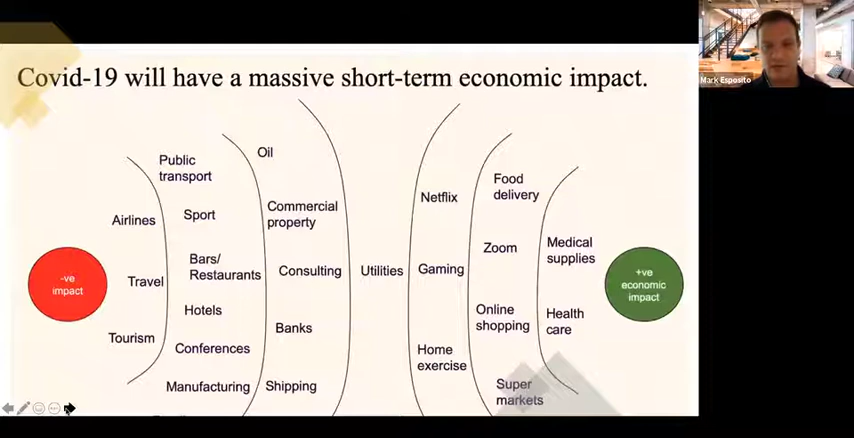 Mark Esposito
Covid-19 will have a massive short-term economic impact.
-ve
impact
Airlines
Travel
Tourism
Public
transport
Sport
Bars/
Restaurants
Hotels
Conferences
Manufacturing
Oil
Commercial
property
Consulting
Banks
Shipping
Utilities
Netflix
Gaming
Home
exercise
Food
delivery
Zoom
Online
shopping
Super
markets
Medical
supplies
Health
care
+ve
economic
impact